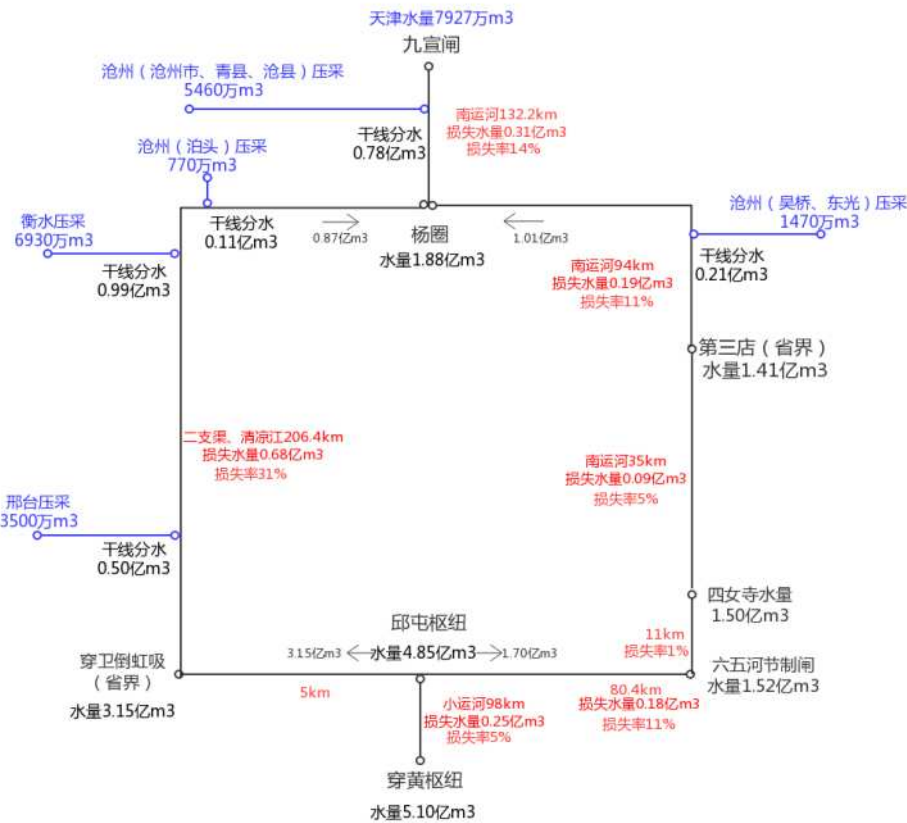 天津水量7927万m3
九宣闸
沧州（沧州市、青县、沧县）压采
5460万m3
南运河132.2km
损失水量0.31亿m3
损失率14%
干线分水
0.78亿m3
沧州（泊头）压采
770万m3
衡水压采
6930万m3
干线分水
0.11亿m3
0.87亿m3
杨圈
水量1.88亿m3
1.01亿m3
沧州（吴桥、东光）压采
1470万m3
干线分水
0.21亿m3
干线分水
0.99亿m3
南运河94km
损失水量0.19亿m3
损失率11%
第三店（省界）
水量1.41亿m3
二支渠、清凉江206.4km
损失水量0.68亿m3
损失率31%
南运河35km
损失水量0.09亿m3
损失率5%
邢台压采
3500万m3
干线分水
0.50亿m3
四女寺水量
1.50亿m3
邱屯枢纽
3.15亿m3
水量4.85亿m3
1.70亿m3
11km
损失率1%
穿卫倒虹吸
（省界）
水量3.15亿m3
六五河节制闸
水量1.52亿m3
5km
小运河98km
损失水量0.25亿m3
损失率5%
80.4km
损失水量0.18亿m3
损失率11%
穿黄枢纽
水量5.10亿m3